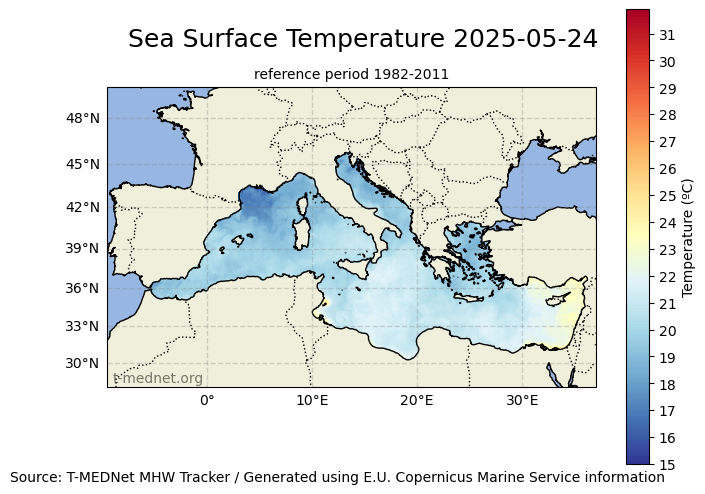 Sea Surface Temperature 2025-05-24
reference period 1982-2011
48°N
45°N
42°N
39°N
36°N
33°N
30°N
0°
10°E
20°E
30°E
t-mednet.org
31
30
29
28
27
26
25
24
23
22
21
20
19
18
17
16
15
Temperature (ºC)
Source: T-MEDNet MHW Tracker / Generated using E.U. Copernicus Marine Service information